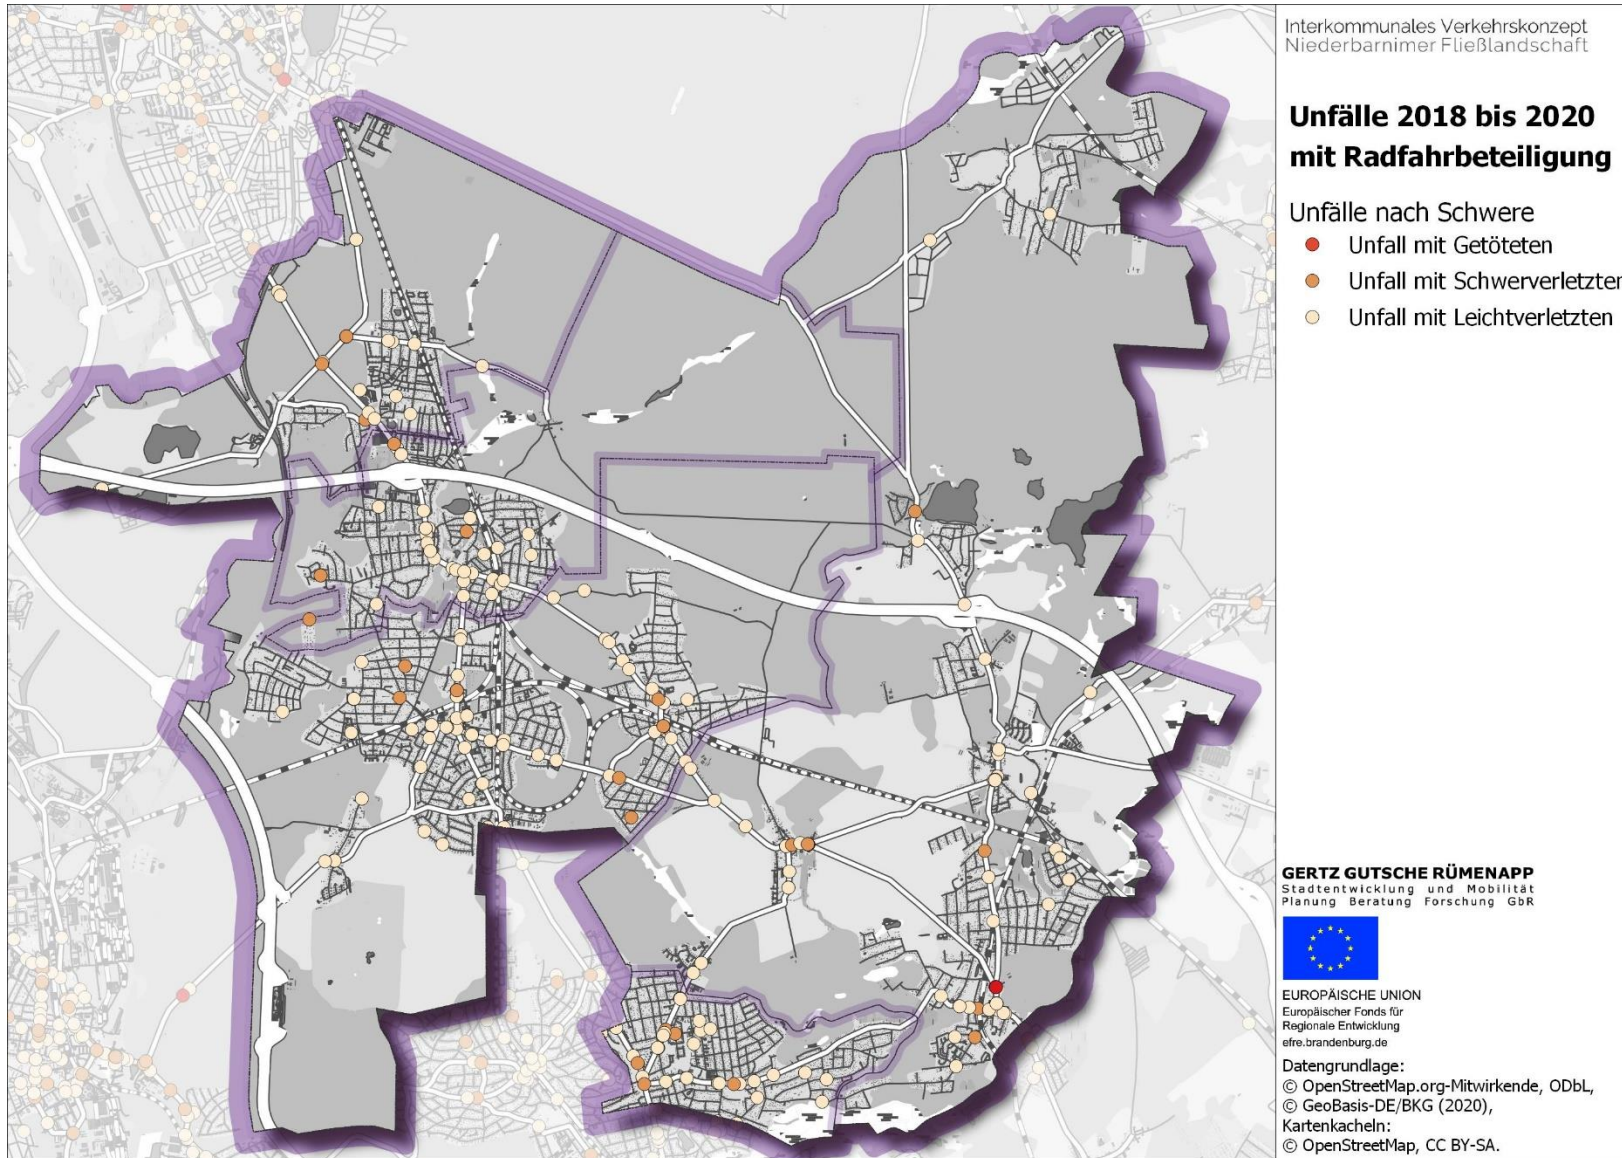 Interkommunales Verkehrskonzept
Niederbarnimer Fließlandschaft
Unfälle 2018 bis 2020
mit Radfahrbeteiligung
Unfälle nach Schwere
Unfall mit Getöteten
Unfall mit Schwerverletzten
Unfall mit Leichtverletzten
GERTZ GUTSCHE RÜMENAPP
Stadtentwicklung und Mobilität
Planung Beratung Forschung GbR
EUROPÄISCHE UNION
Europäischer Fonds für
Regionale Entwicklung
efre.brandenburg.de
Datengrundlage:
© OpenStreetMap.org-Mitwirkende, ODbL,
© GeoBasis-DE/BKG (2020),
Kartenkacheln:
© OpenStreetMap, CC BY-SA.